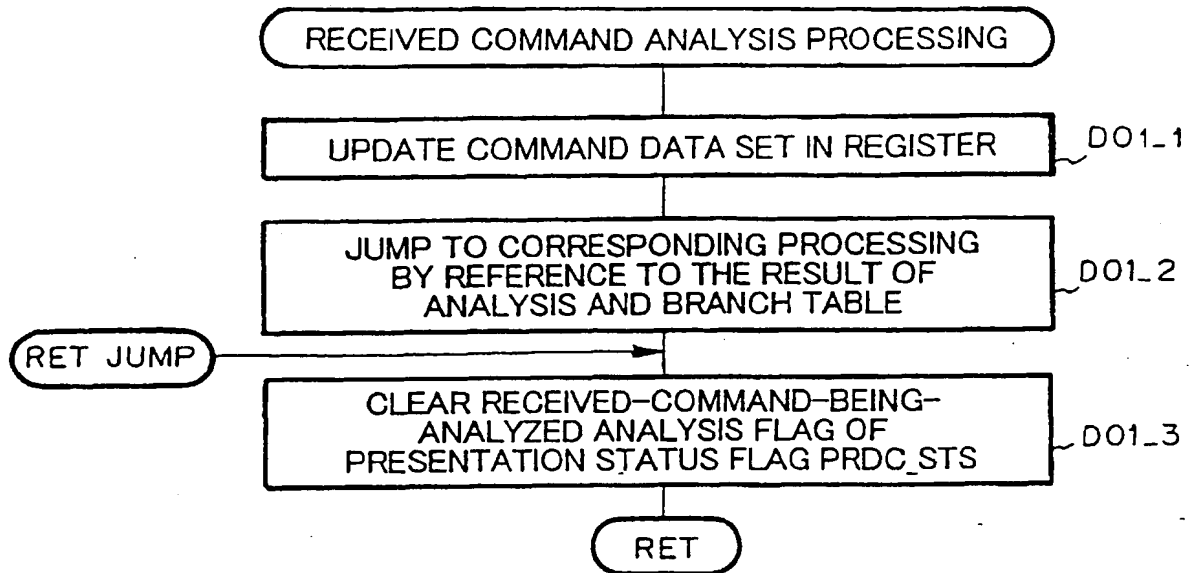 RECEIVED COMMAND ANALYSIS PROCESSING
UPDATE COMMAND DATA SET IN REGISTER
D01_1
JUMP TO CORRESPONDING PROCESSING
BY REFERENCE TO THE RESULT OF
ANALYSIS AND BRANCH TABLE
D01_2
RET JUMP
CLEAR RECEIVED-COMMAND-BEING-
ANALYZED ANALYSIS FLAG OF
PRESENTATION STATUS FLAG PRDC_STS
D01_3
RET